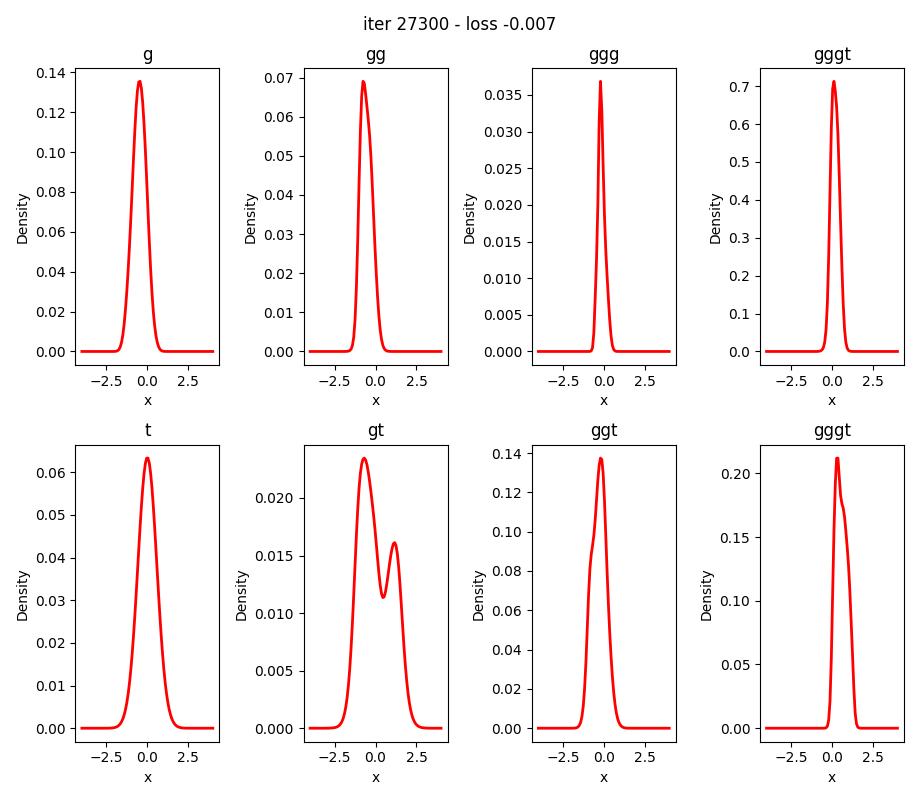 iter 27300 - loss -0.007
g
gg
ggg
gggt
0.14
0.12
0.10
0.08
0.06
0.04
0.02
0.00
Density
−2.5 0.0 2.5
x
0.07
0.06
0.05
0.04
0.03
0.02
0.01
0.00
Density
−2.5 0.0 2.5
x
0.035
0.030
0.025
0.020
0.015
0.010
0.005
0.000
Density
−2.5 0.0 2.5
x
0.7
0.6
0.5
0.4
0.3
0.2
0.1
0.0
Density
−2.5 0.0 2.5
x
t
gt
ggt
gggt
0.06
0.05
0.04
0.03
0.02
0.01
0.00
Density
−2.5 0.0 2.5
x
0.020
0.015
0.010
0.005
0.000
Density
−2.5 0.0 2.5
x
0.14
0.12
0.10
0.08
0.06
0.04
0.02
0.00
Density
−2.5 0.0 2.5
x
0.20
0.15
0.10
0.05
0.00
Density
−2.5 0.0 2.5
x